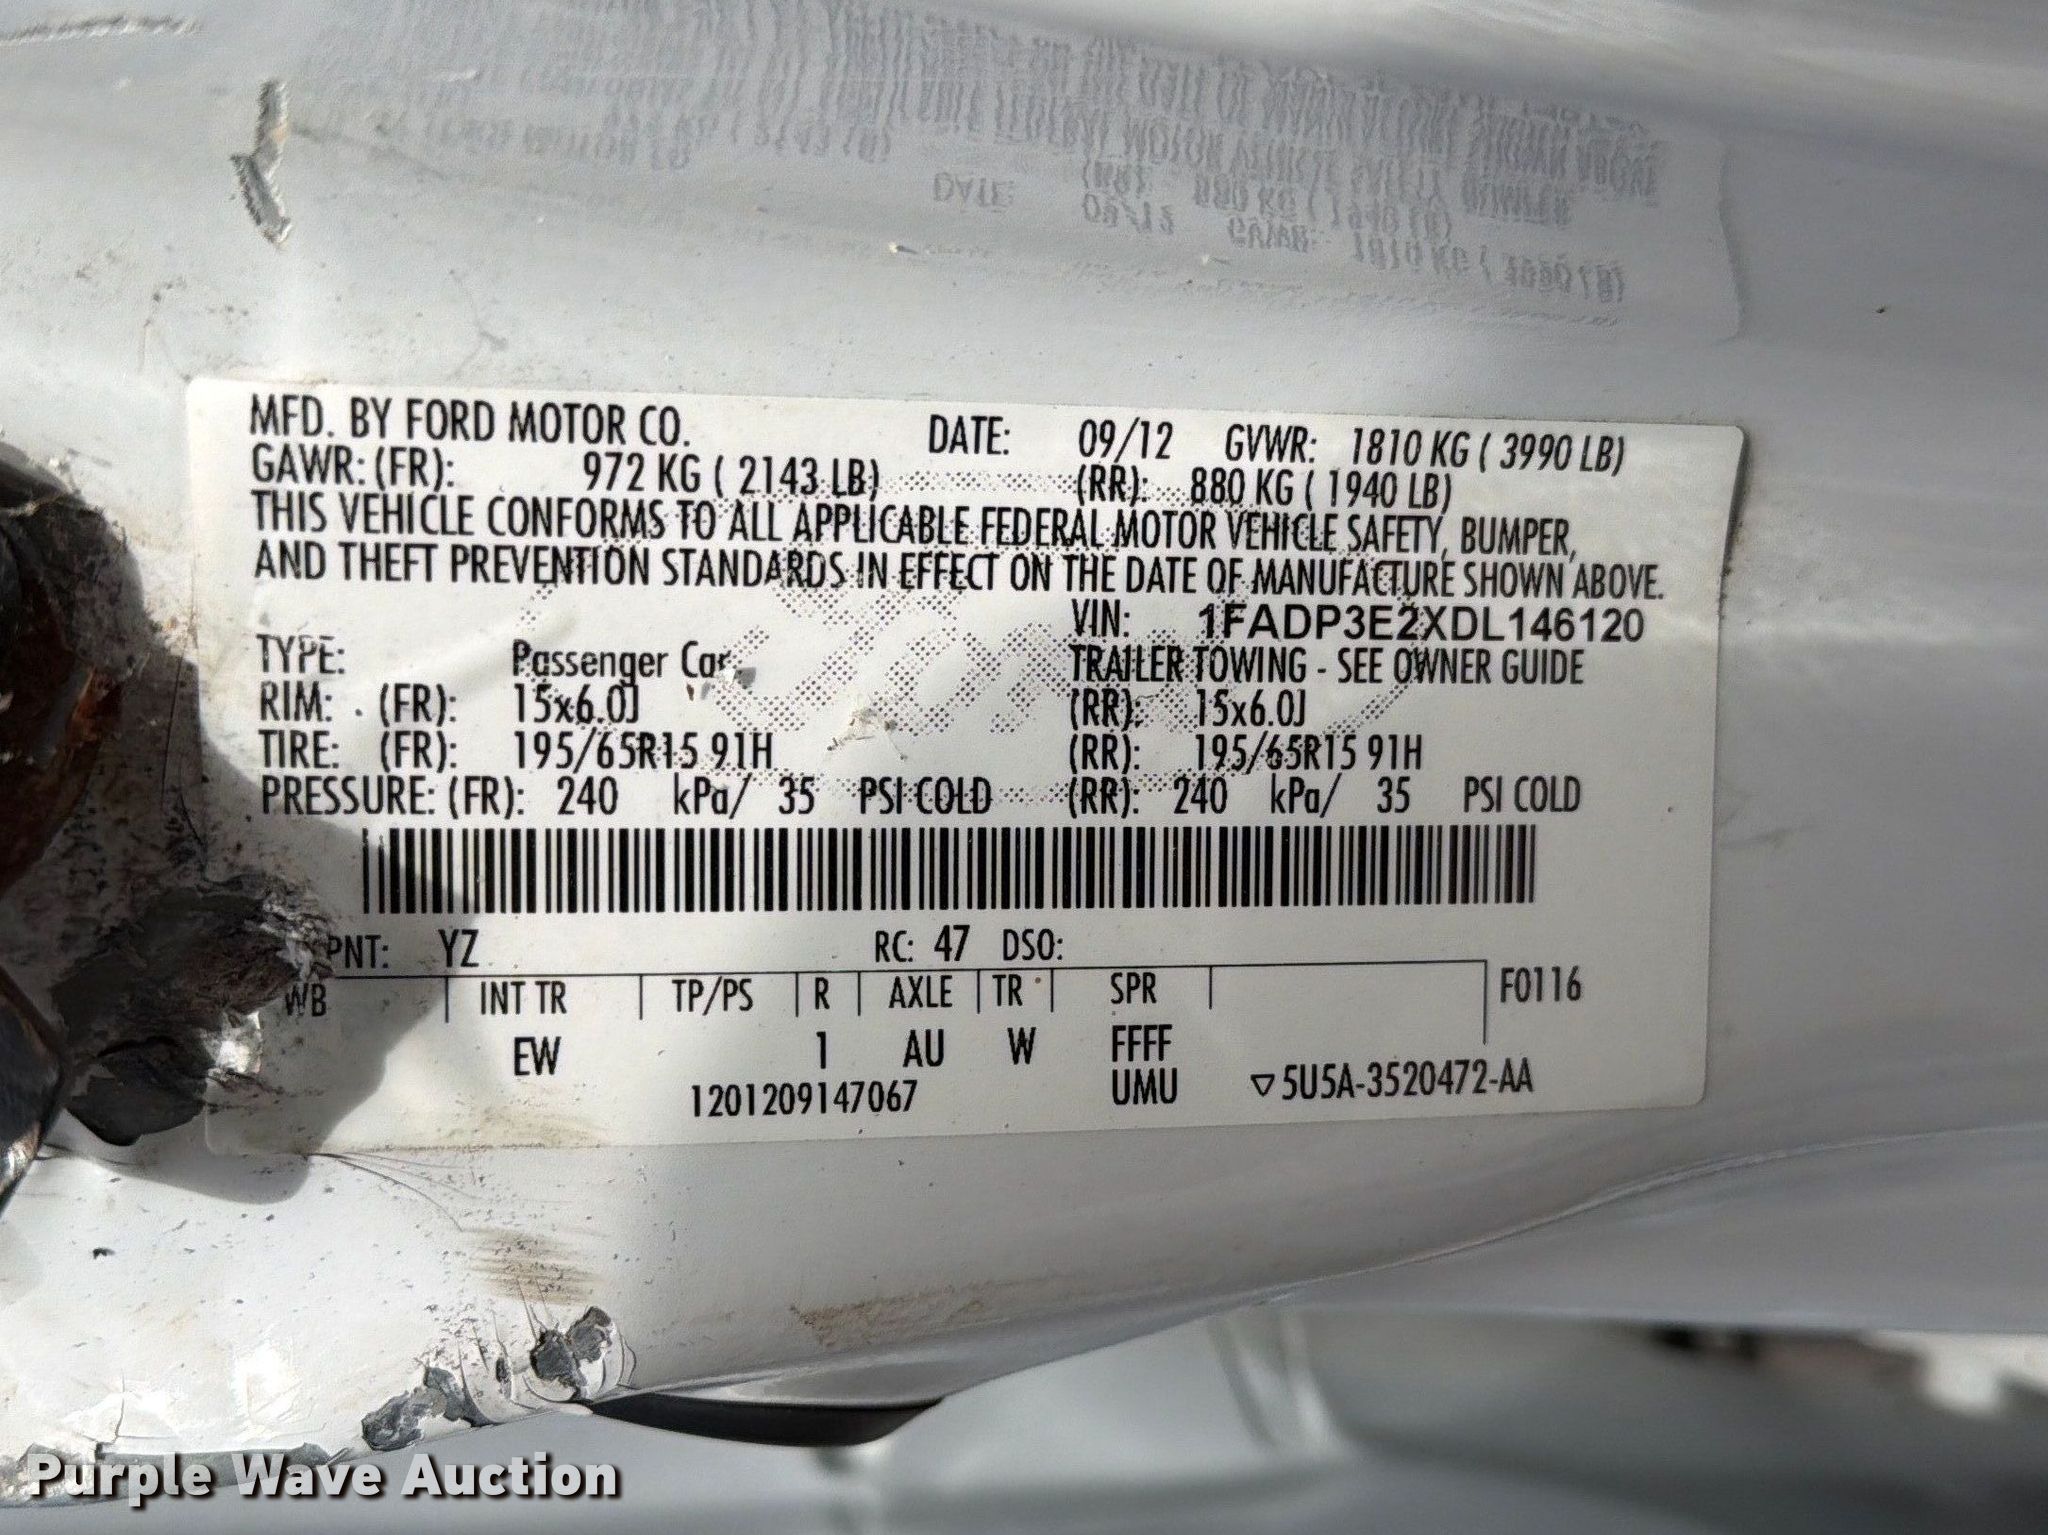 MFD. BY FORD MOTOR CO. DATE: 09/12 GVWR: 1810 KG ( 3990 LB)
GAWR: (FR): 972 KG ( 2143 LB) (RR): 880 KG ( 1940 LB)
THIS VEHICLE CONFORMS TO ALL APPLICABLE FEDERAL MOTOR VEHICLE SAFETY, BUMPER,
AND THEFT PREVENTION STANDARDS IN EFFECT ON THE DATE OF MANUFACTURE SHOWN ABOVE.
VIN: 1FADP3E2XDL146120
TYPE: Passenger Car TRAILER TOWING - SEE OWNER GUIDE
RIM: (FR): 15x6.0J (RR): 15x6.0J
TIRE: (FR): 195/65R15 91H (RR): 195/65R15 91H
PRESSURE: (FR): 240 kPa/ 35 PSI COLD (RR): 240 kPa/ 35 PSI COLD
PNT: YZ RC: 47 DSO:
WB INT TR TP/PS R AXLE TR SPR F0116
EW 1 AU W FFFF
1201209147067 UMU ▽5U5A-3520472-AA
Purple Wave Auction